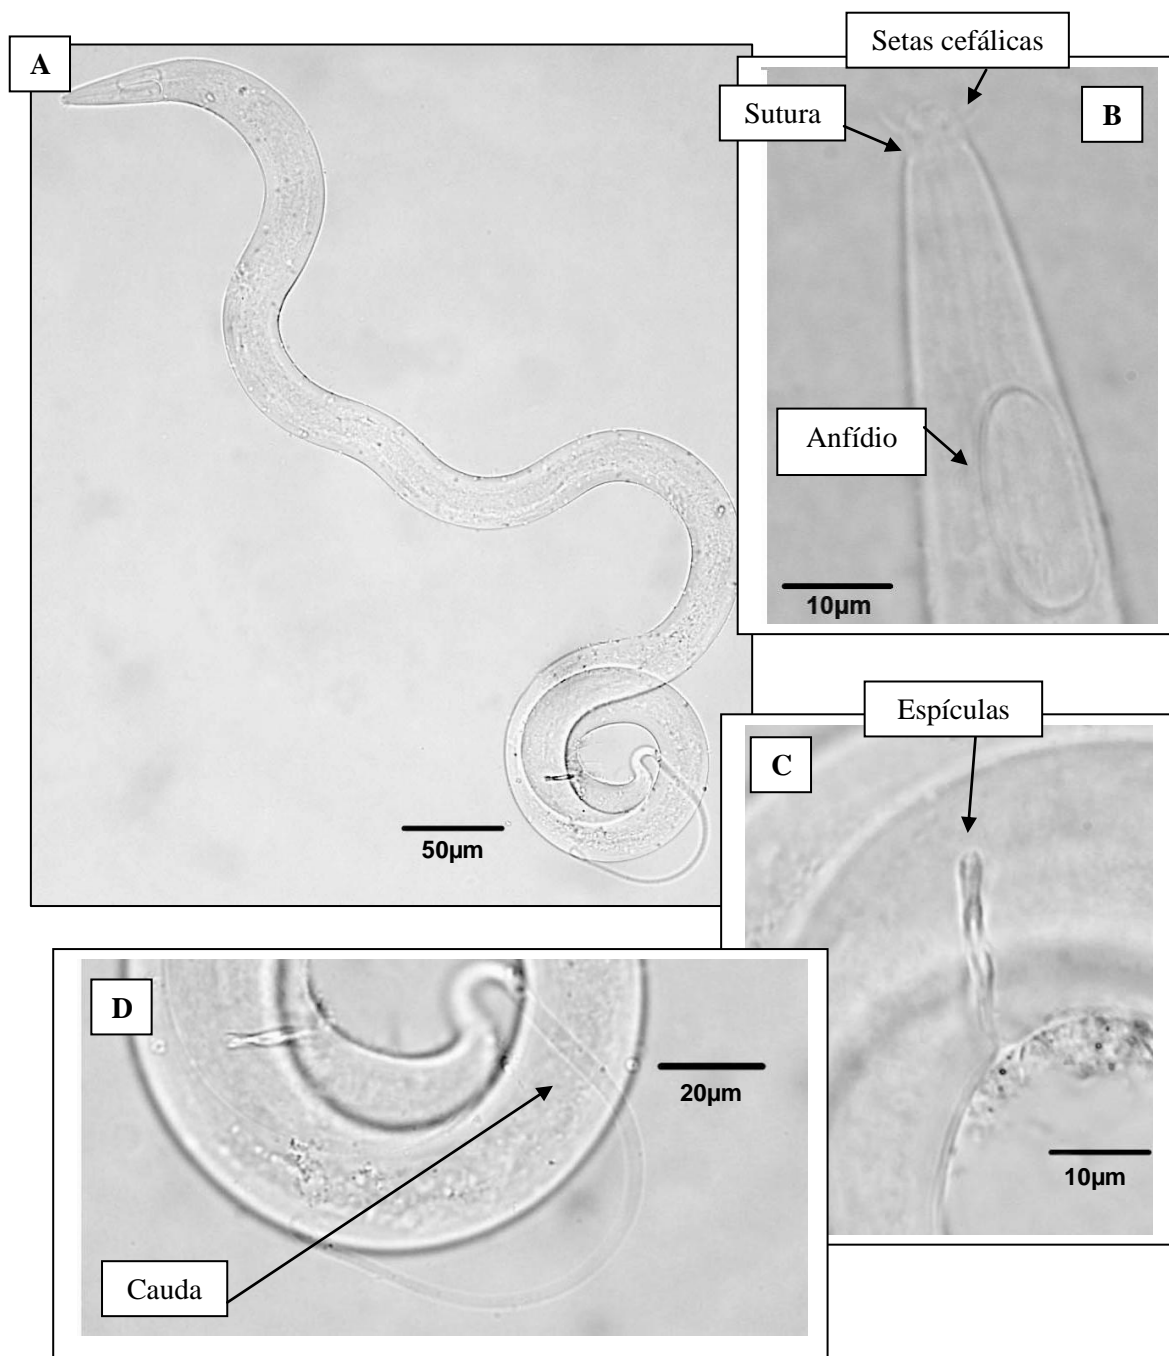 A
Setas cefálicas
Sutura
B
Anfídio
10µm
50µm
Espículas
C
10µm
D
20µm
Cauda